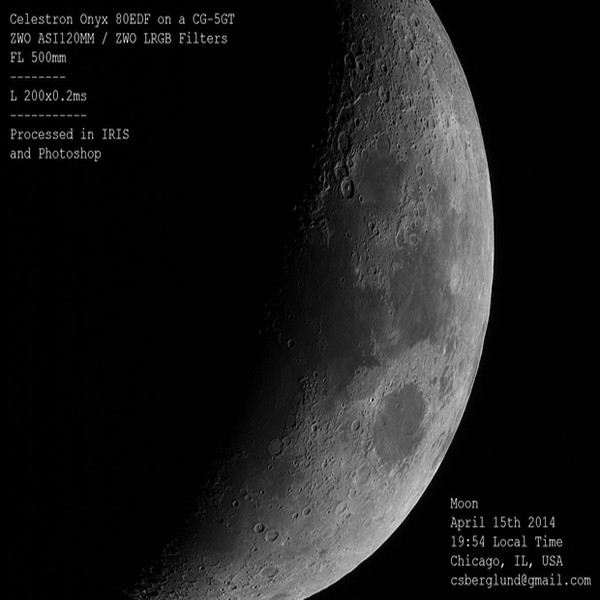 Celestron Onyx 80EDF on a CG-5GT
ZWO ASI120MM / ZWO LRGB Filters
FL 500mm
--------
L 200x0.2ms
-----------
Processed in IRIS
and Photoshop
Moon
April 15th 2014
19:54 Local Time
Chicago, IL, USA
csberglund@gmail.com